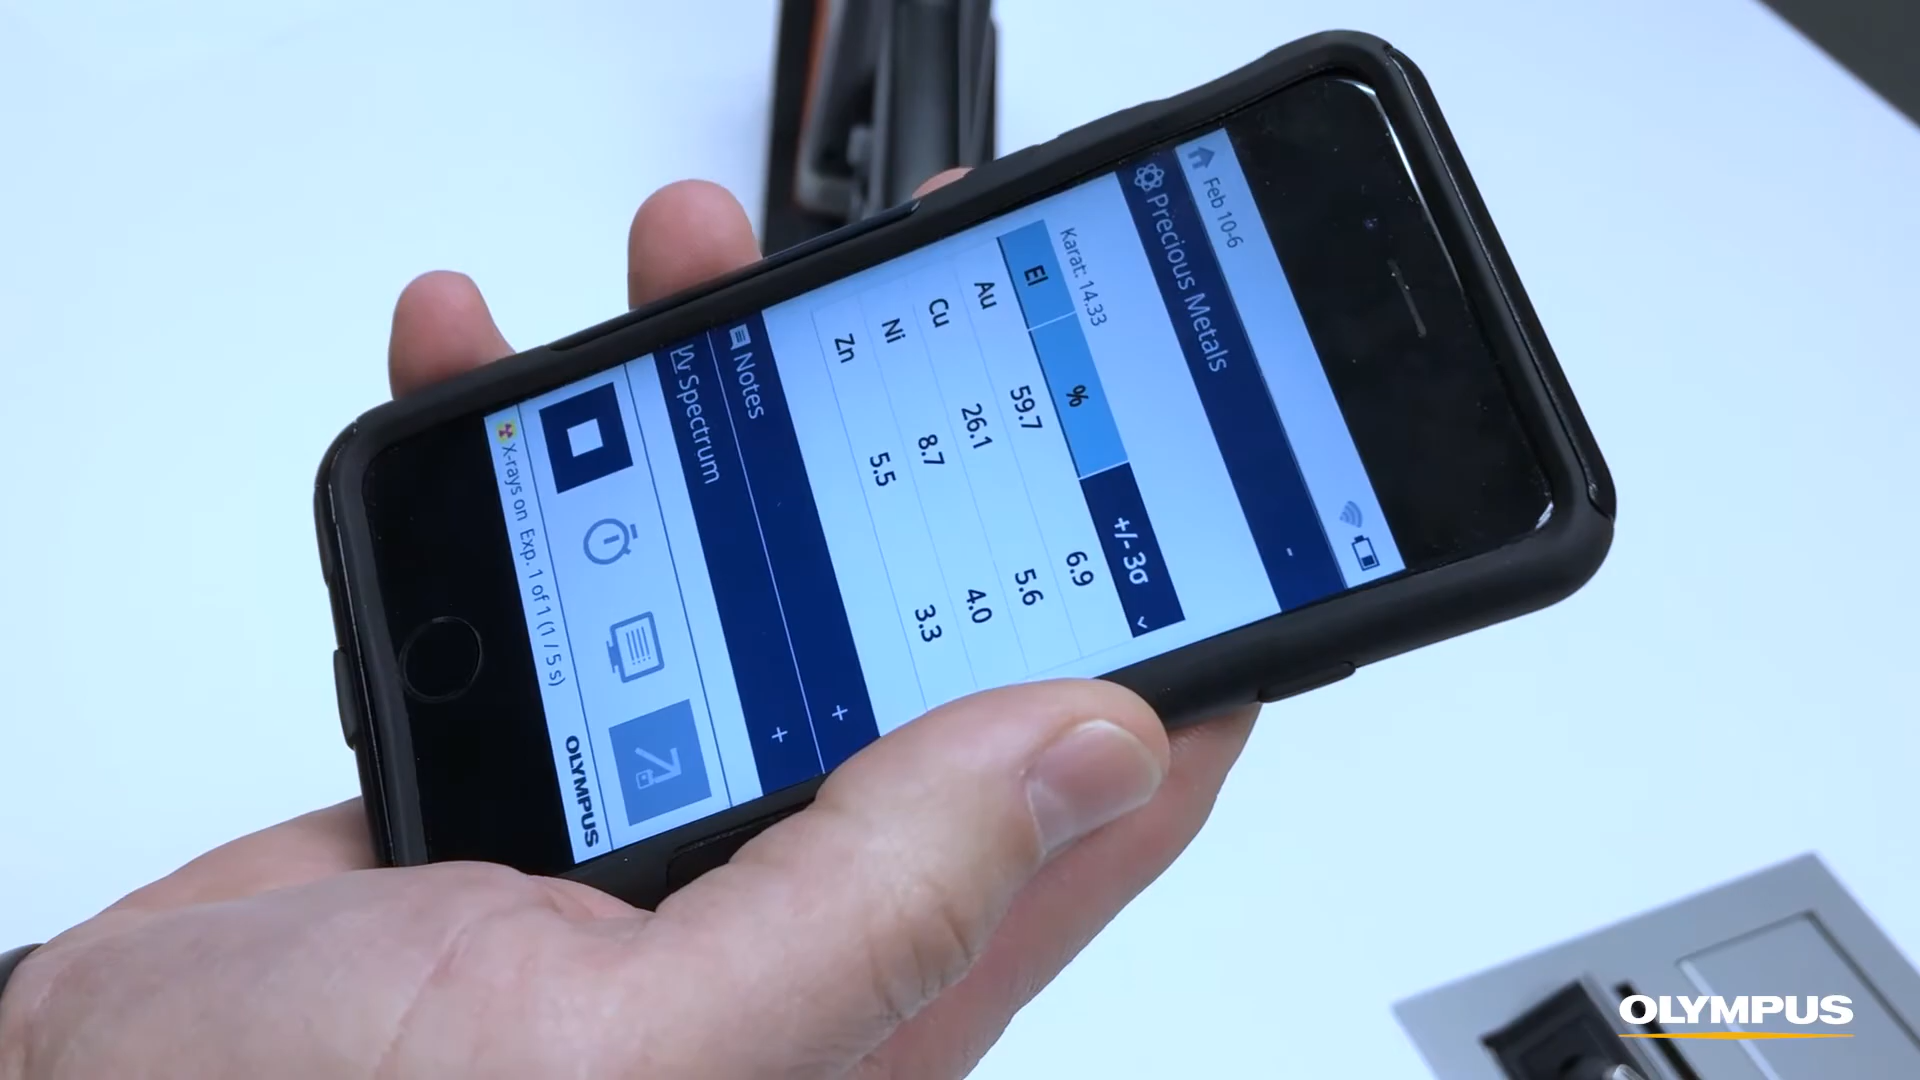 Feb 10-6
Precious Metals -
Karat: 14.33
El % +/- 3σ
Au 59.7 6.9
Cu 26.1 5.6
Ni 8.7 4.0
Zn 5.5 3.3
Notes +
Spectrum +
X-rays on Exp. 1 of 1 (1 / 5 s)
OLYMPUS
OLYMPUS